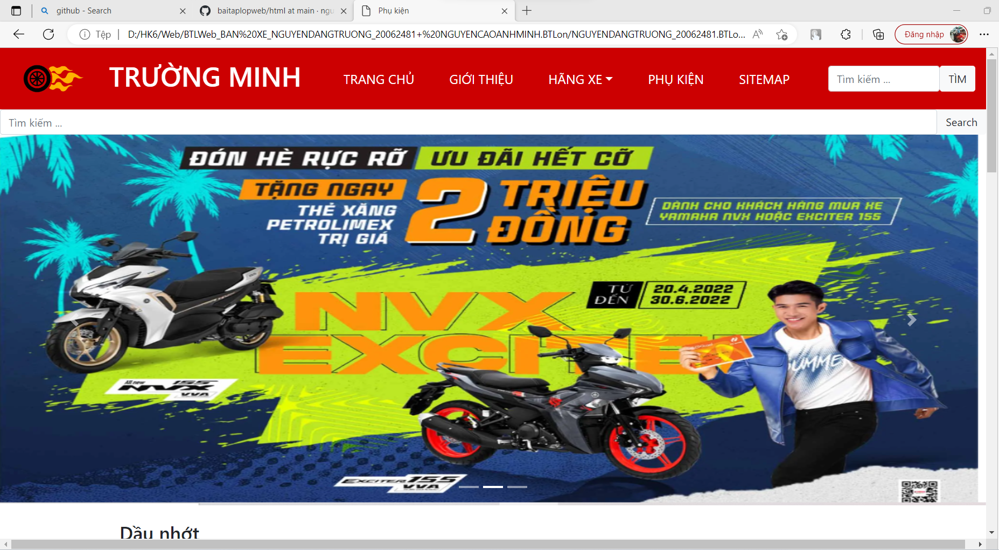 github - Search
baitaplopweb/html at main · ngu
Phụ kiện
Tệp
D:/HK6/Web/BTLWeb_BAN%20XE_NGUYENDANGTRUONG_20062481+%20NGUYENCAOANHMINH.BTLon/NGUYENDANGTRUONG_20062481.BTLo...
Đăng nhập
TRƯỜNG MINH
TRANG CHỦ
GIỚI THIỆU
HÃNG XE
PHỤ KIỆN
SITEMAP
Tìm kiếm ...
TÌM
Tìm kiếm ...
Search
ĐÓN HÈ RỰC RỠ ƯU ĐÃI HẾT CỠ
TẶNG NGAY
THẺ XĂNG
PETROLIMEX
TRỊ GIÁ
2 TRIỆU
ĐỒNG
DÀNH CHO KHÁCH HÀNG MUA XE
YAMAHA NVX HOẶC EXCITER 155
TỪ 20.4.2022
ĐẾN 30.6.2022
NVX
EXCITER
SUMMER
All new 155
NVX
VVA
EXCITER 155
VVA
Dầu nhớt